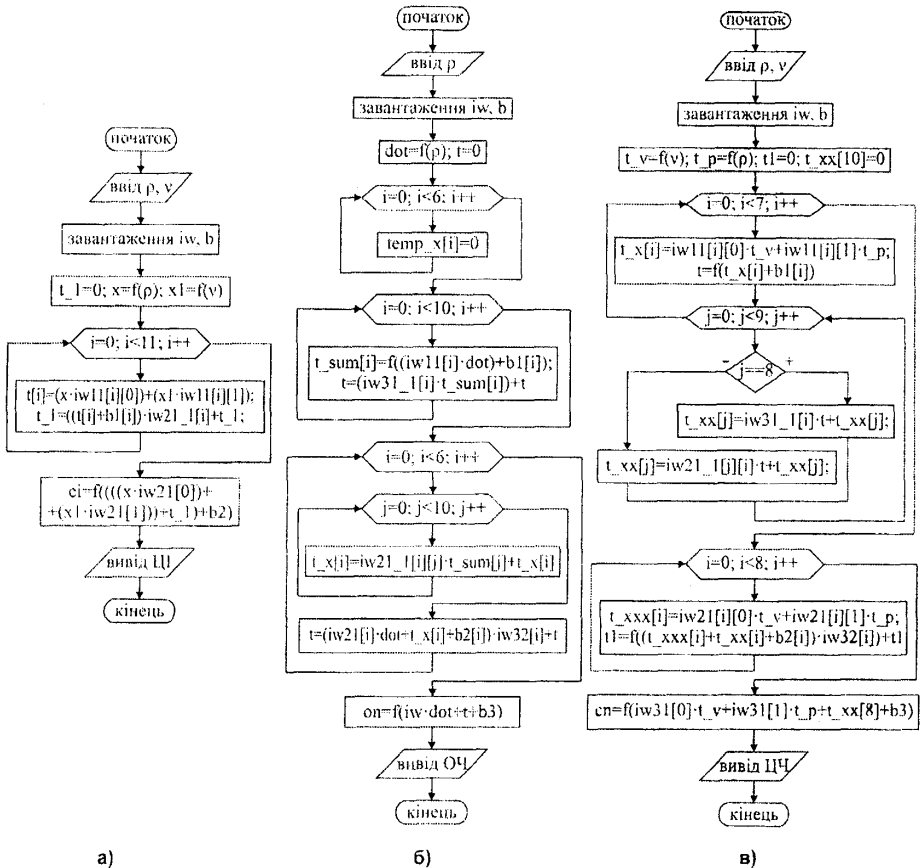 початок
ввід ρ, ν
завантаження iw, b
t_1=0; x=f(ρ); x1=f(ν)
i=0; i<11; i++
t[i]=(x·iw11[i][0])+(x1·iw11[i][1]);
t_1=((t[i]+b1[i])·iw21_1[i]+t_1;
ci=f((((x·iw21[0])+
+(x1·iw21[1]))+t_1)+b2)
вивід ЦІ
кінець
а)
початок
ввід ρ
завантаження iw, b
dot=f(ρ); t=0
i=0; i<6; i++
temp_x[i]=0
i=0; i<10; i++
t_sum[i]=f((iw11[i]·dot)+b1[i]);
t=(iw31_1[i]·t_sum[i])+t
i=0; i<6; i++
j=0; j<10; j++
t_x[i]=iw21_1[i][j]·t_sum[j]+t_x[i]
t=(iw21[i]·dot+t_x[i]+b2[i])·iw32[i]+t
on=f(iw·dot+t+b3)
вивід ОЧ
кінець
б)
початок
ввід ρ, ν
завантаження iw, b
t_v=f(ν); t_p=f(ρ); t1=0; t_xx[10]=0
i=0; i<7; i++
t_x[i]=iw11[i][0]·t_v+iw11[i][1]·t_p;
t=f(t_x[i]+b1[i])
j=0; j<9; j++
- j==8 +
t_xx[j]=iw31_1[i]·t+t_xx[j];
t_xx[j]=iw21_1[j][i]·t+t_xx[j];
i=0; i<8; i++
t_xxx[i]=iw21[i][0]·t_v+iw21[i][1]·t_p;
t1=f((t_xxx[i]+t_xx[i]+b2[i])·iw32[i])+t1
cn=f(iw31[0]·t_v+iw31[1]·t_p+t_xx[8]+b3)
вивід ЦЧ
кінець
в)